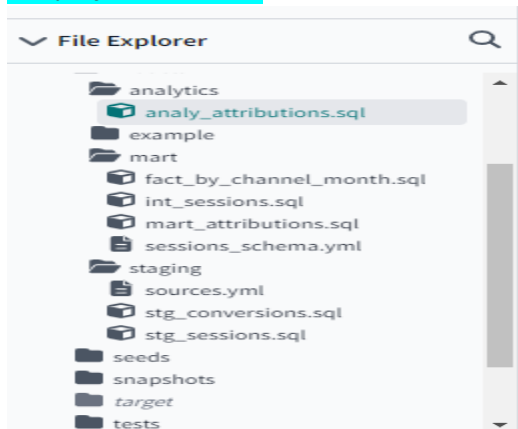 File Explorer
analytics
analy_attributions.sql
example
mart
fact_by_channel_month.sql
int_sessions.sql
mart_attributions.sql
sessions_schema.yml
staging
sources.yml
stg_conversions.sql
stg_sessions.sql
seeds
snapshots
target
tests